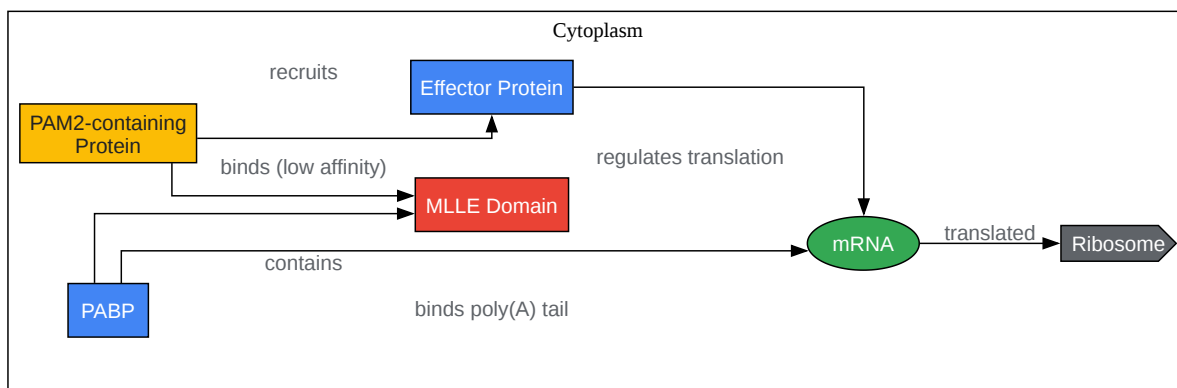 Cytoplasm
recruits
Effector Protein
PAM2-containing
Protein
binds (low affinity)
regulates translation
MLLE Domain
mRNA
translated
Ribosome
contains
PABP
binds poly(A) tail